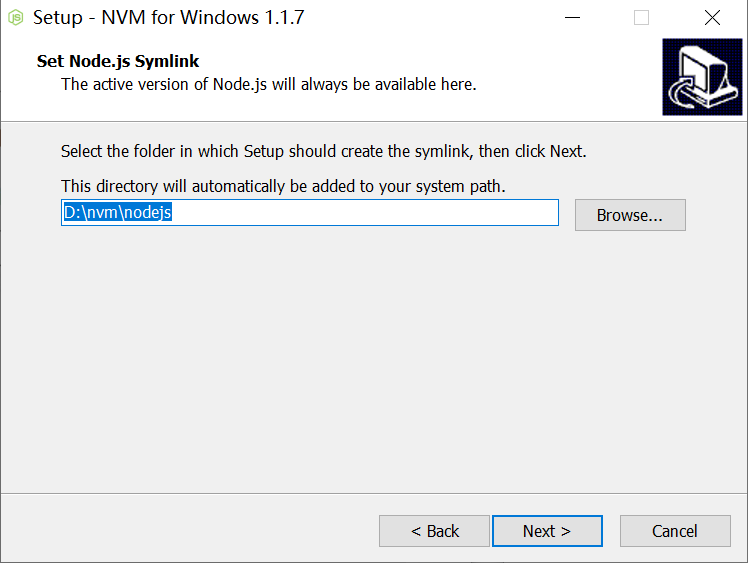 Setup - NVM for Windows 1.1.7
Set Node.js Symlink
The active version of Node.js will always be available here.
Select the folder in which Setup should create the symlink, then click Next.
This directory will automatically be added to your system path.
D:\nvm\nodejs
Browse...
< Back
Next >
Cancel